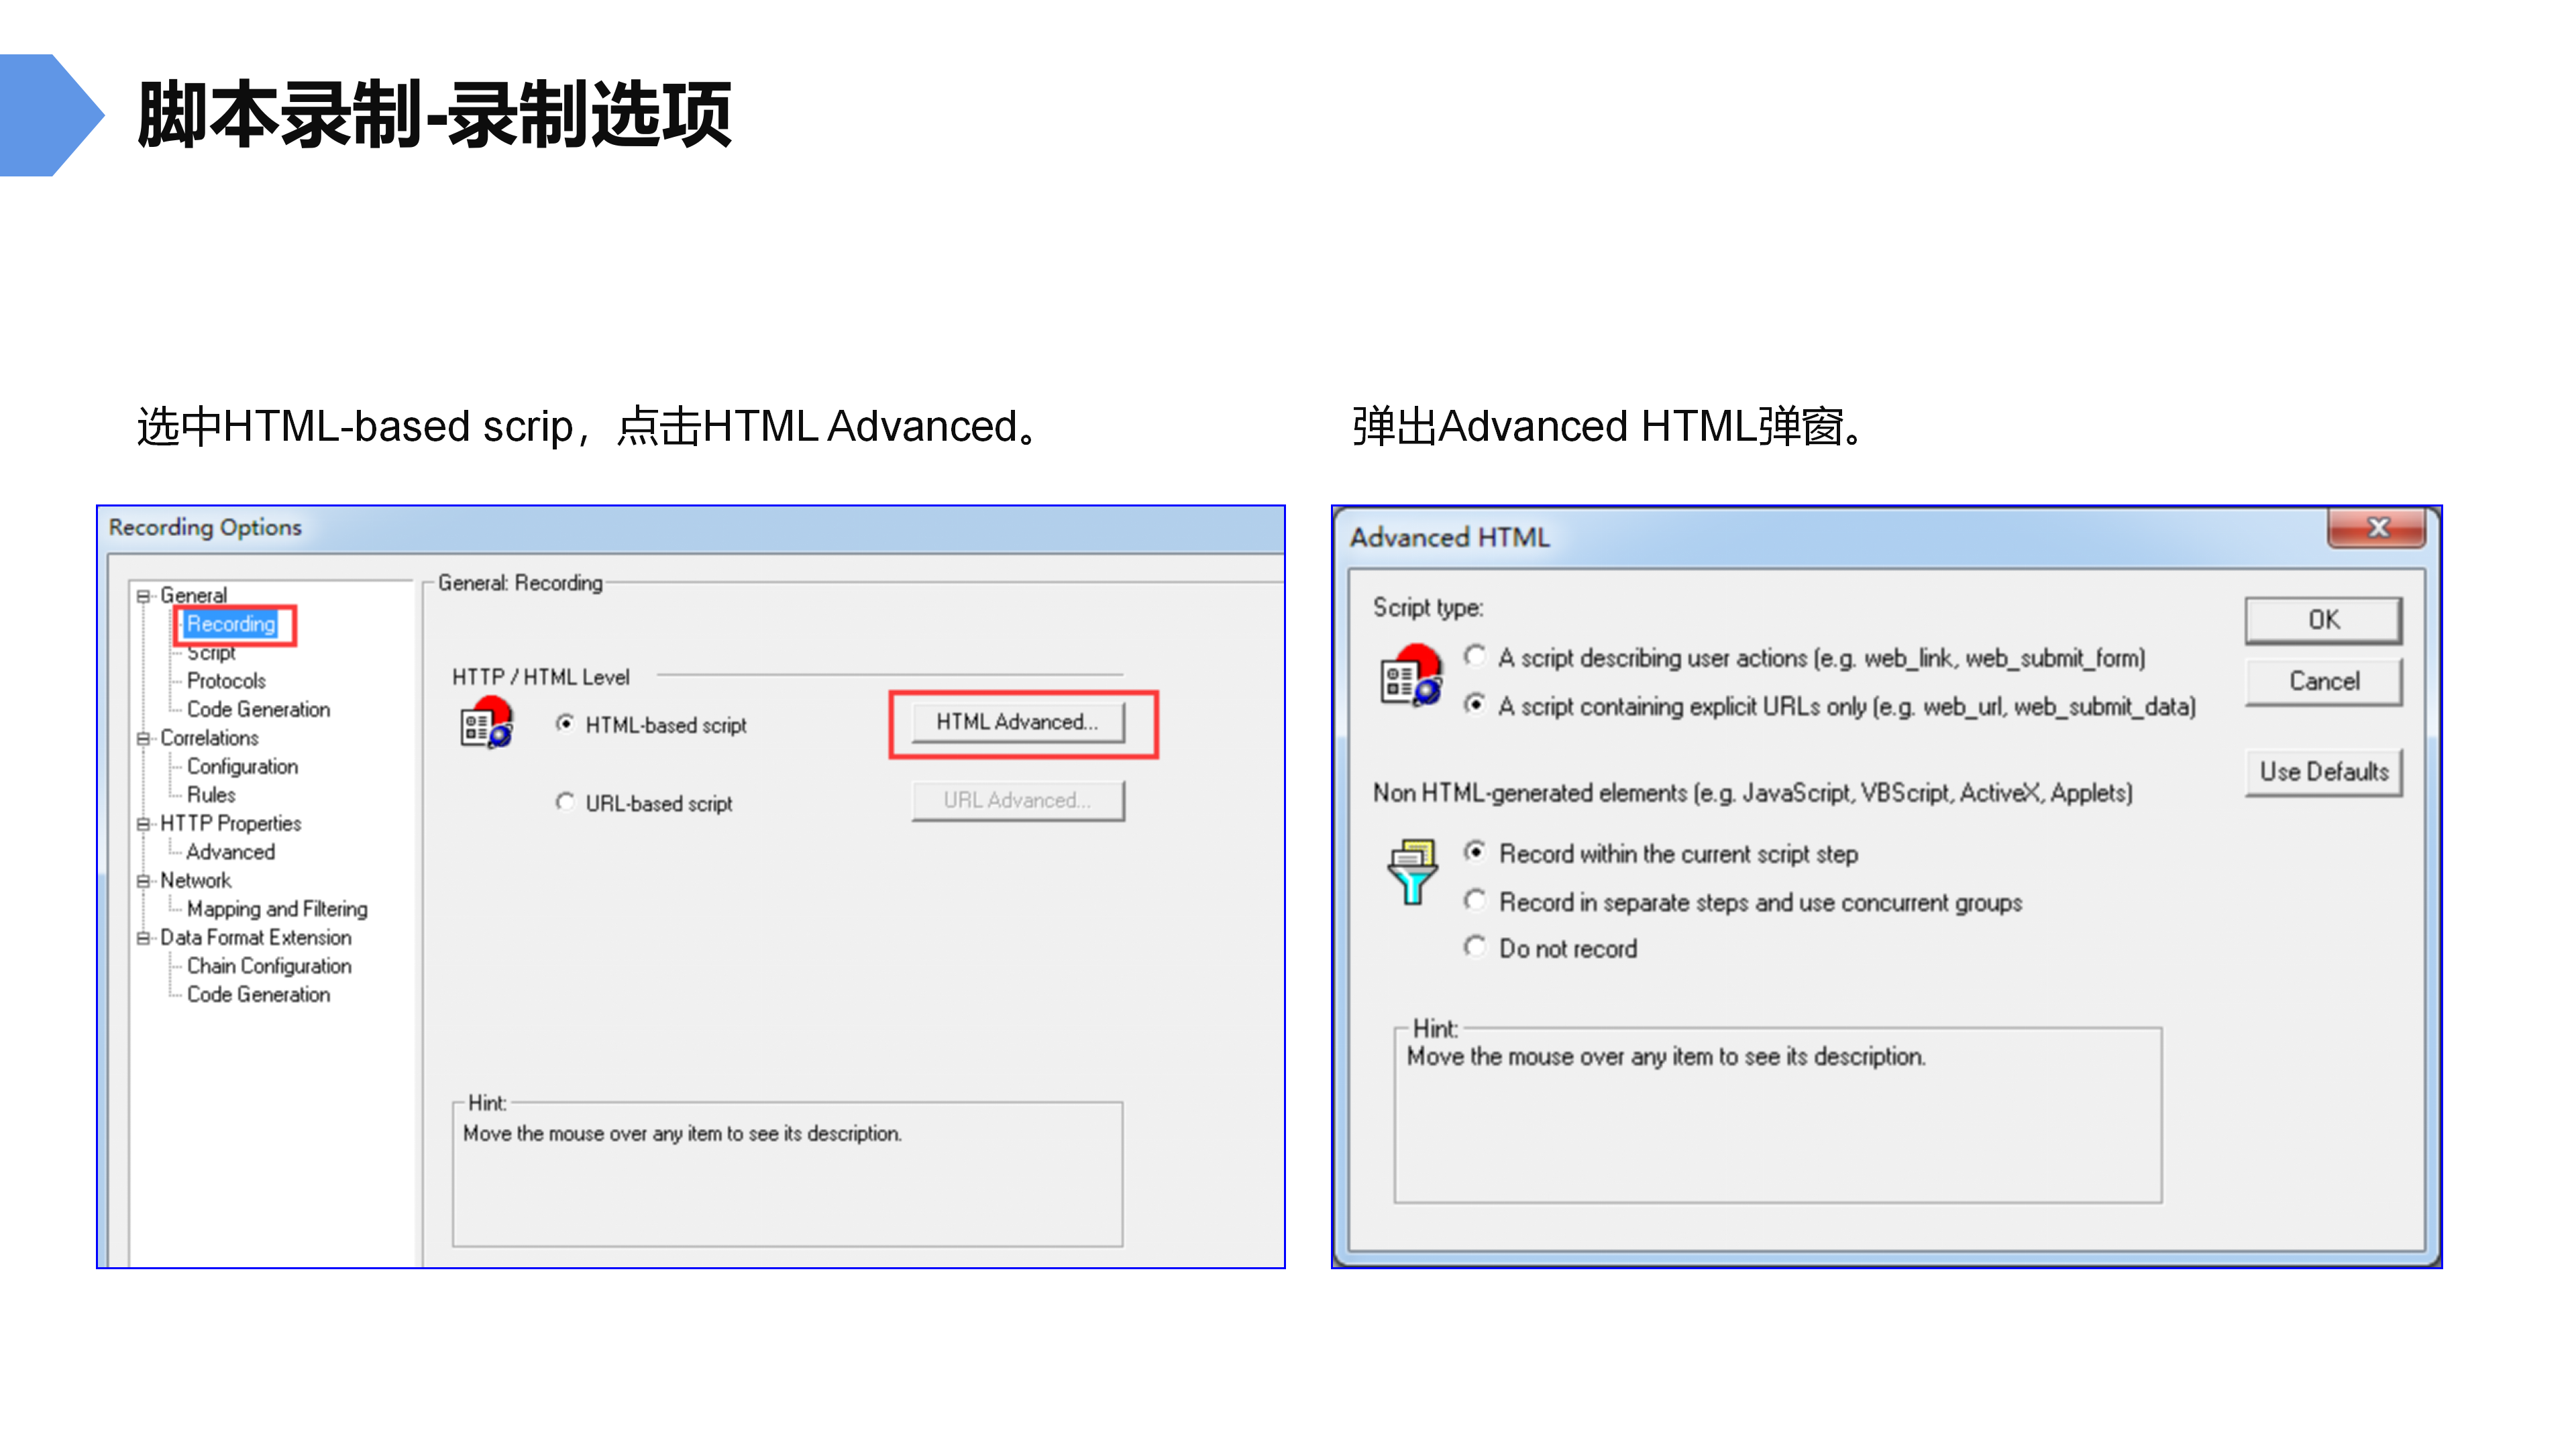 脚本录制-录制选项
选中HTML-based scrip，点击HTML Advanced。
弹出Advanced HTML弹窗。
Recording Options
General
Recording
Script
Protocols
Code Generation
Correlations
Configuration
Rules
HTTP Properties
Advanced
Network
Mapping and Filtering
Data Format Extension
Chain Configuration
Code Generation
General: Recording
HTTP / HTML Level
HTML-based script
HTML Advanced...
URL-based script
URL Advanced...
Hint:
Move the mouse over any item to see its description.
Advanced HTML
Script type:
A script describing user actions (e.g. web_link, web_submit_form)
A script containing explicit URLs only (e.g. web_url, web_submit_data)
OK
Cancel
Use Defaults
Non HTML-generated elements (e.g. JavaScript, VBScript, ActiveX, Applets)
Record within the current script step
Record in separate steps and use concurrent groups
Do not record
Hint:
Move the mouse over any item to see its description.